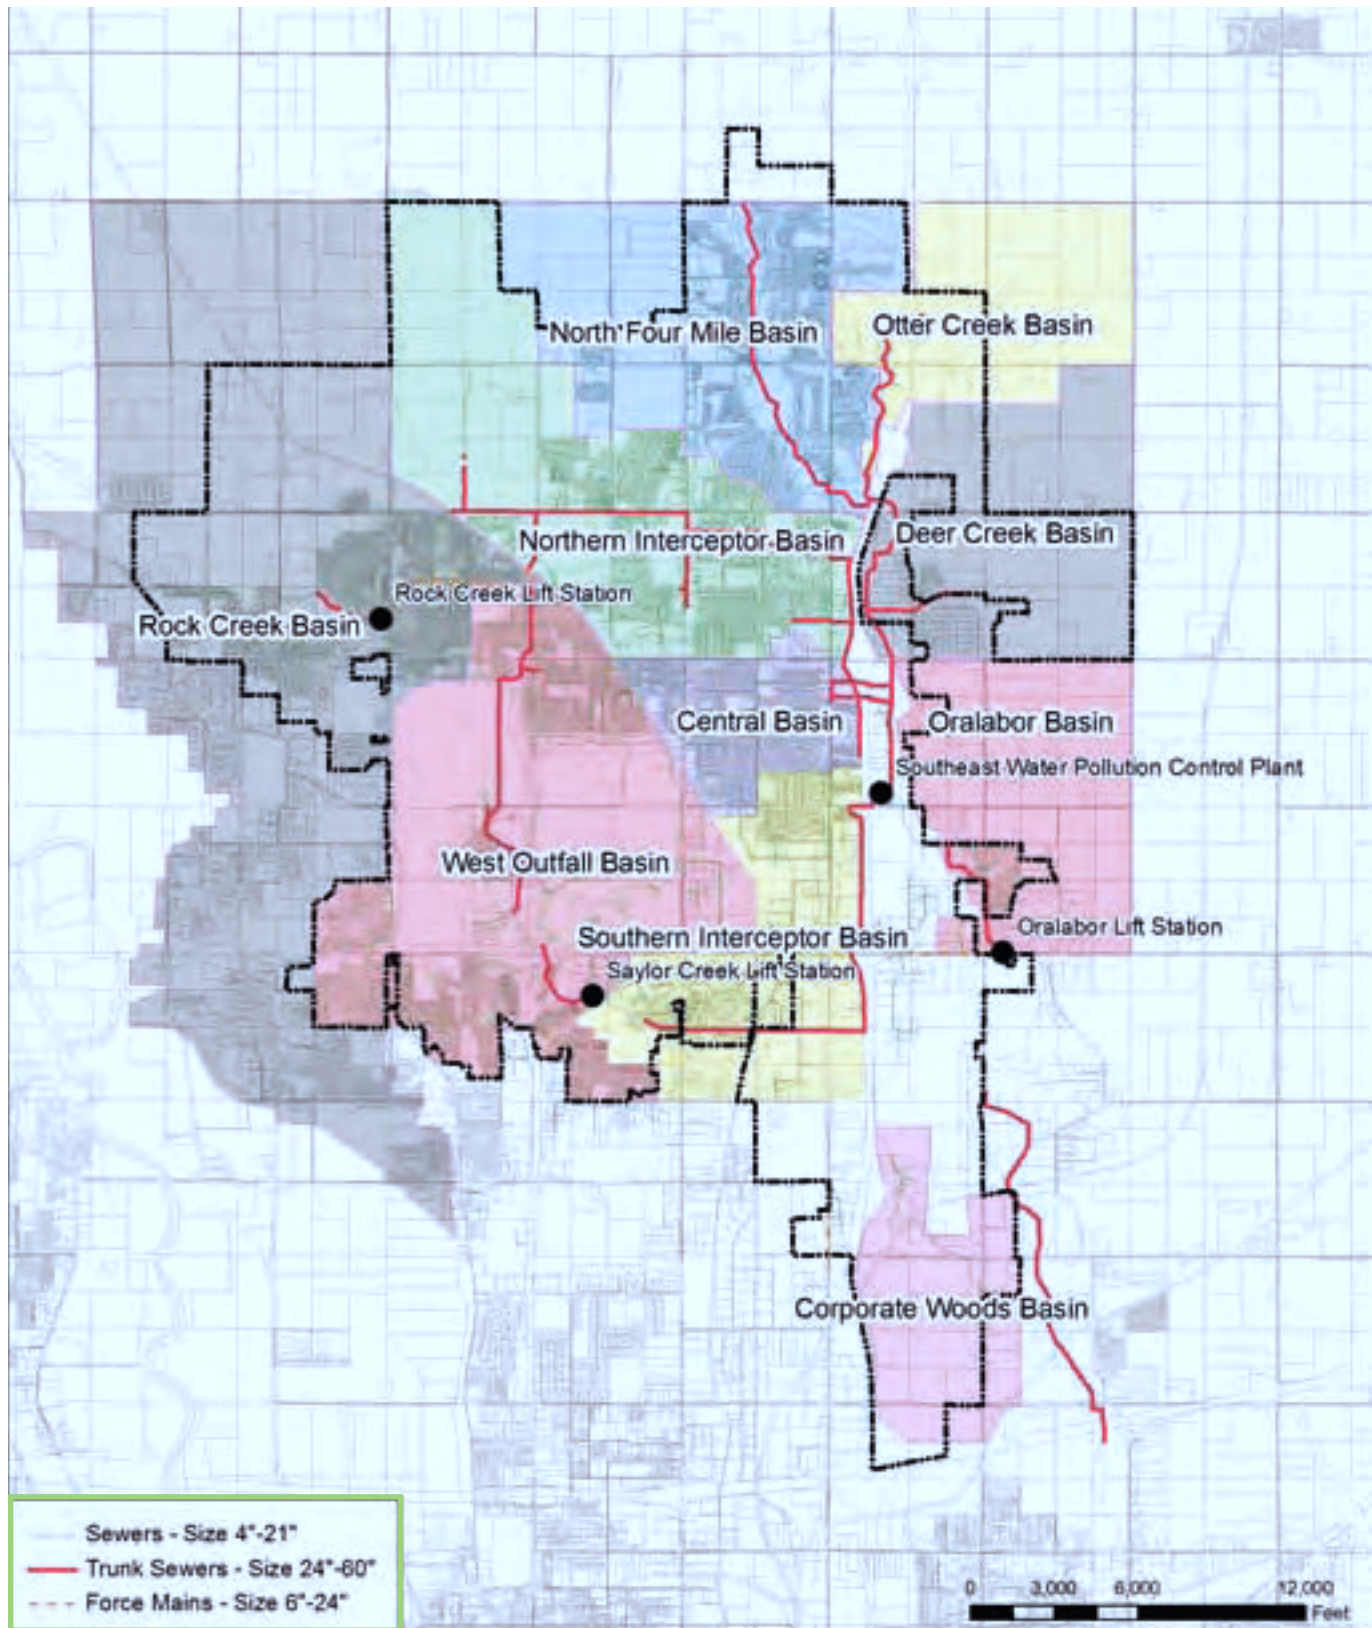 North Four Mile Basin
Otter Creek Basin
Northern Interceptor Basin
Deer Creek Basin
Rock Creek Lift Station
Rock Creek Basin
Central Basin
Oralabor Basin
Southeast Water Pollution Control Plant
West Outfall Basin
Southern Interceptor Basin
Oralabor Lift Station
Saylor Creek Lift Station
Corporate Woods Basin
Sewers - Size 4"-21"
Trunk Sewers - Size 24"-60"
Force Mains - Size 6"-24"
0 3,000 6,000 12,000
Feet